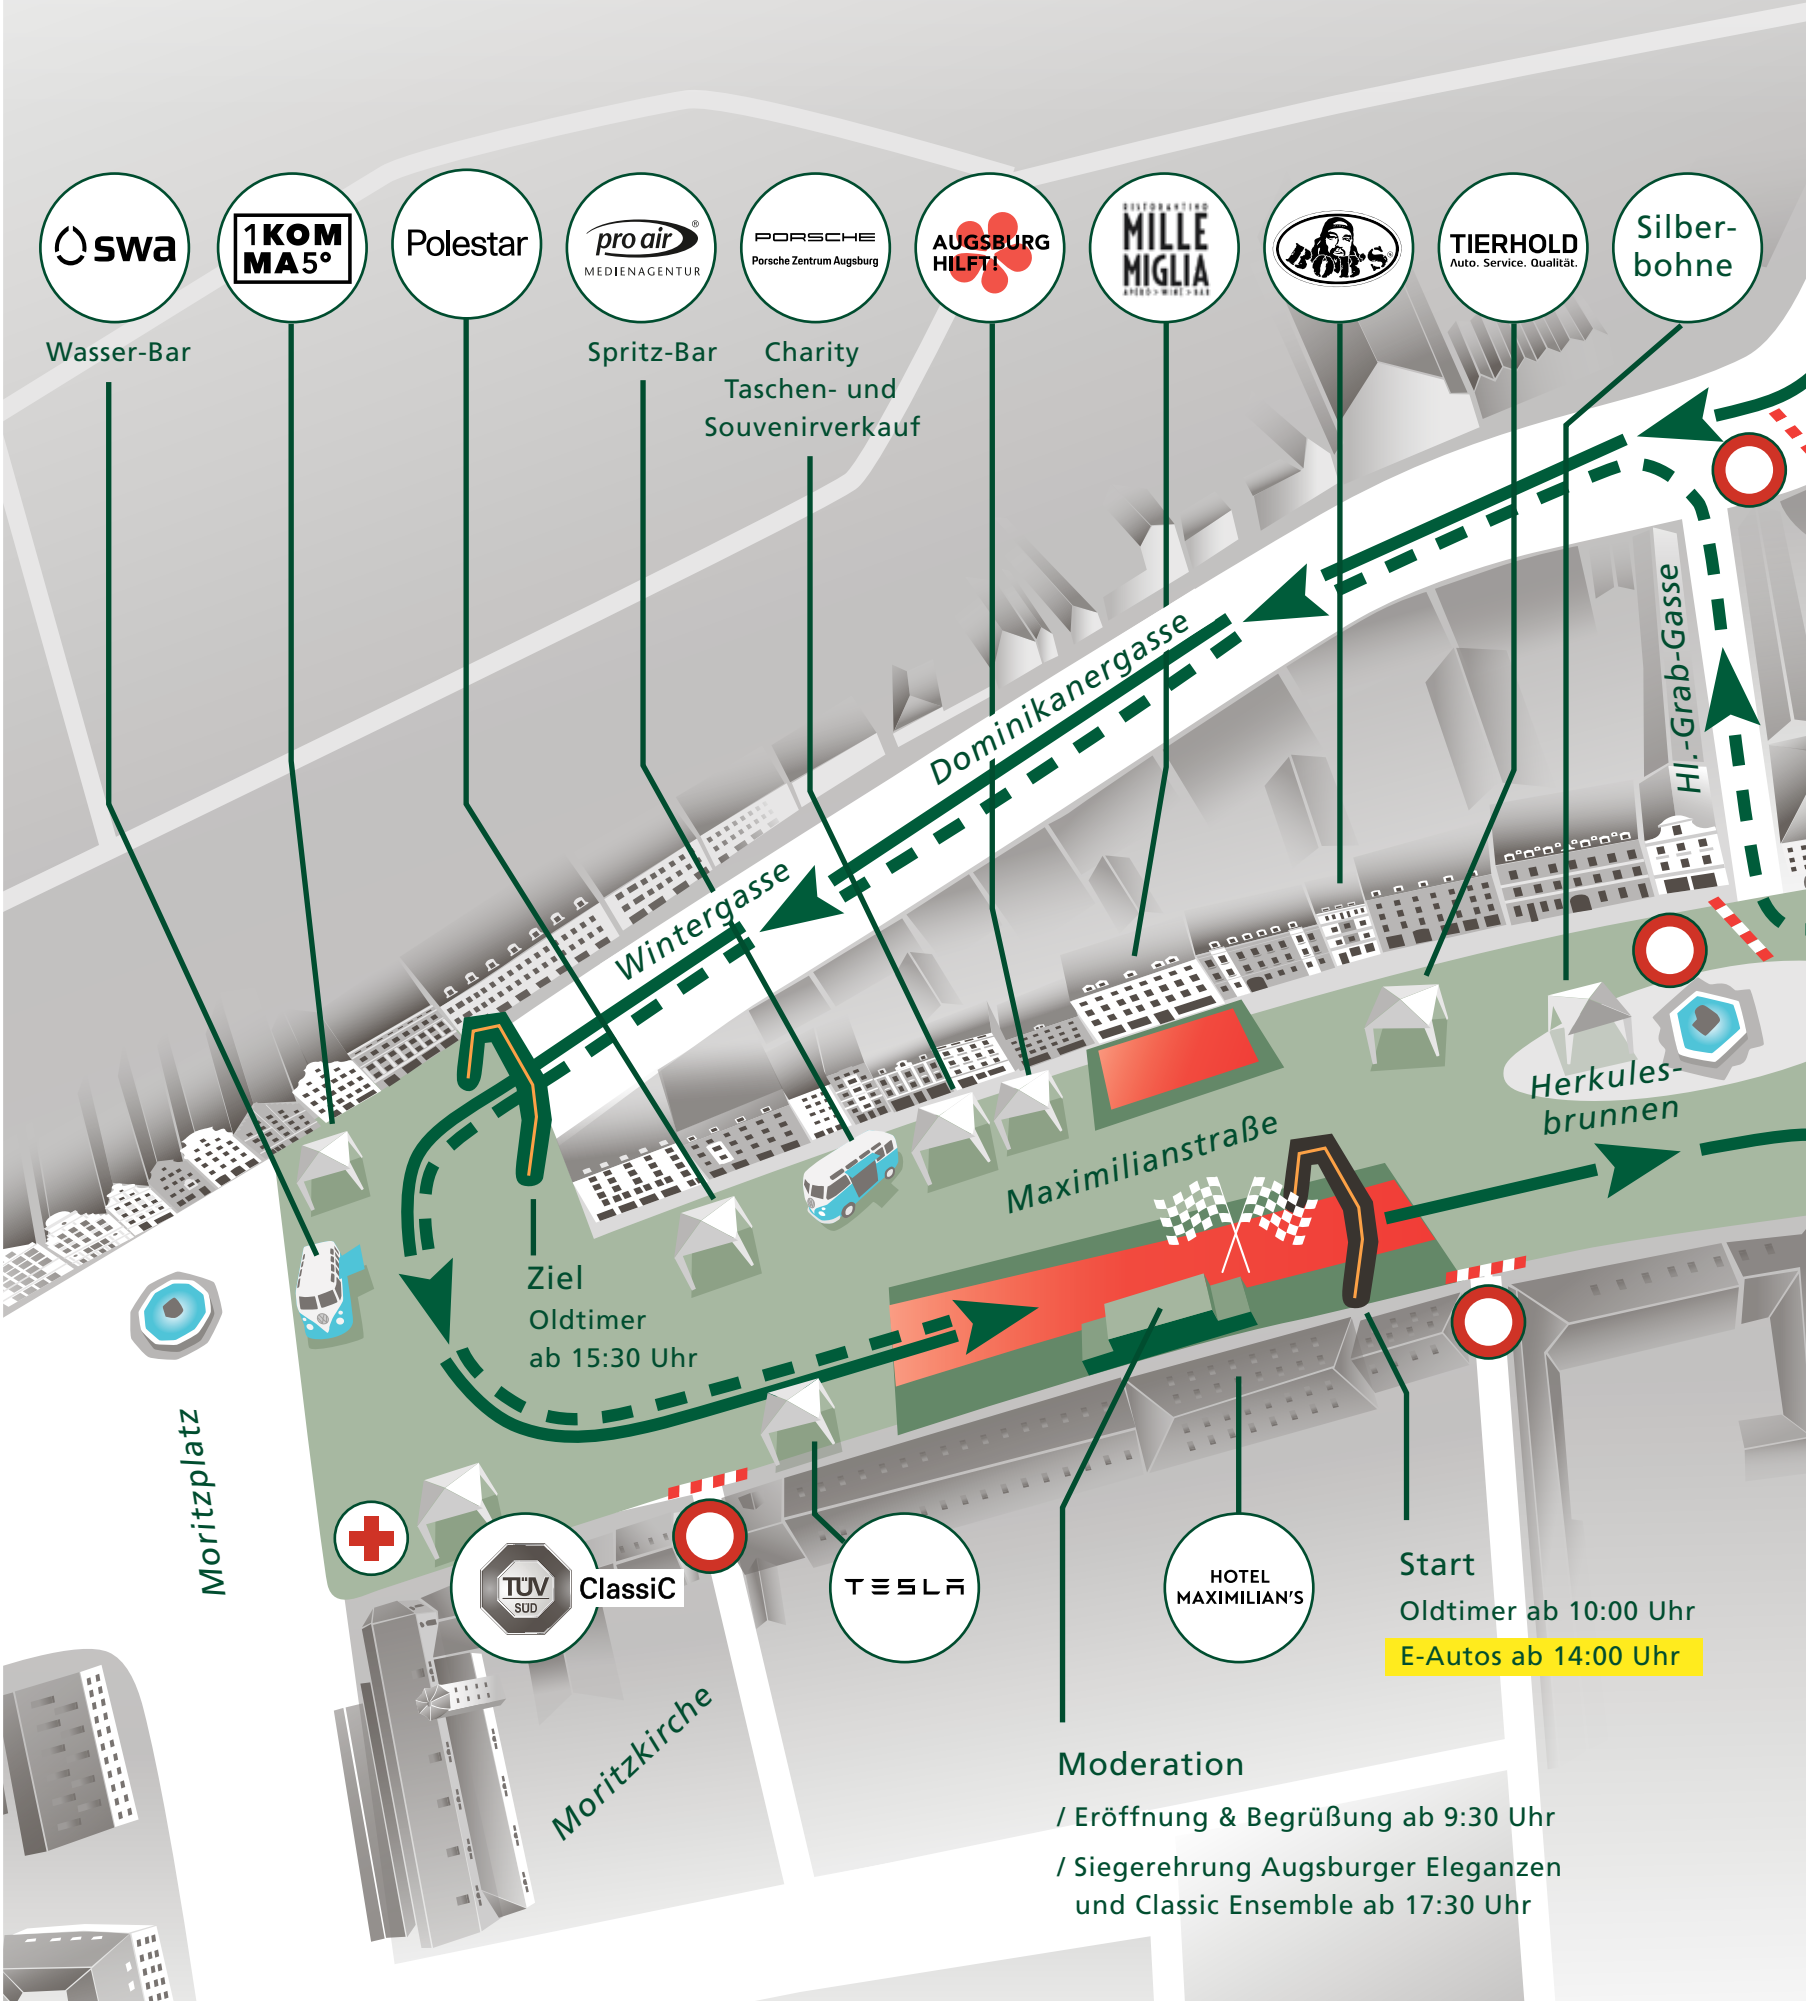 swa
Wasser-Bar
1KOM
MA5°
Polestar
pro air®
MEDIENAGENTUR
Spritz-Bar
PORSCHE
Porsche Zentrum Augsburg
Charity
Taschen- und
Souvenirverkauf
AUGSBURG
HILFT!
RISTORANTINO
MILLE
MIGLIA
APERO > WINE > BAR
BOB'S®
TIERHOLD
Auto. Service. Qualität.
Silber-
bohne
Hl.-Grab-Gasse
Dominikanergasse
Wintergasse
Herkules-
brunnen
Maximilianstraße
Ziel
Oldtimer
ab 15:30 Uhr
Moritzplatz
TÜV
SÜD
ClassiC
TESLA
HOTEL
MAXIMILIAN'S
Start
Oldtimer ab 10:00 Uhr
E-Autos ab 14:00 Uhr
Moritzkirche
Moderation
/ Eröffnung & Begrüßung ab 9:30 Uhr
/ Siegerehrung Augsburger Eleganzen
und Classic Ensemble ab 17:30 Uhr